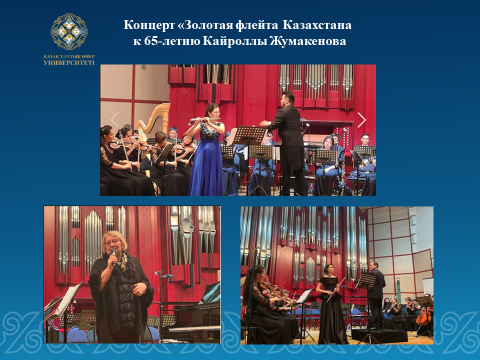 Концерт «Золотая флейта Казахстана
к 65-летию Кайроллы Жумакенова
ҚАЗАҚ ҰЛТТЫҚ ӨНЕР
УНИВЕРСИТЕТІ